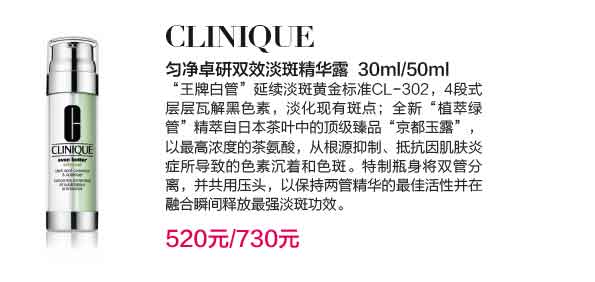 CLINIQUE
匀净卓研双效淡斑精华露 30ml/50ml
“王牌白管”延续淡斑黄金标准CL-302，4段式
层层瓦解黑色素，淡化现有斑点；全新“植萃绿
管”精萃自日本茶叶中的顶级臻品“京都玉露”，
以最高浓度的茶氨酸，从根源抑制、抵抗因肌肤炎
症所导致的色素沉着和色斑。特制瓶身将双管分
离，并共用压头，以保持两管精华的最佳活性并在
融合瞬间释放最强淡斑功效。
520元/730元
CLINIQUE
even better
dark spot corrector
& optimizer